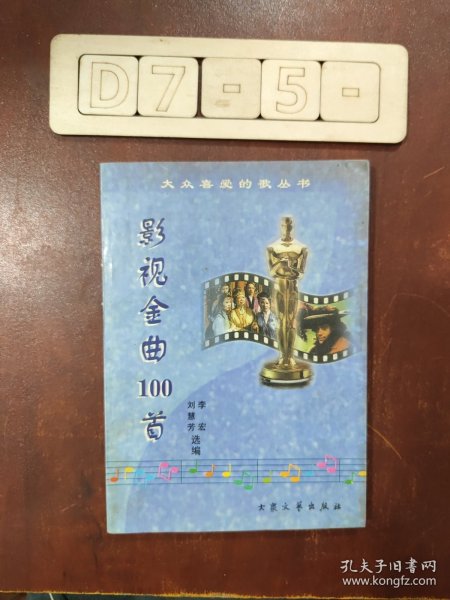 D7-5-
大众喜爱的歌丛书
影视金曲100首
李宏
刘慧芳
选编
大众文艺出版社
孔夫子旧书网
www.kongfz.com